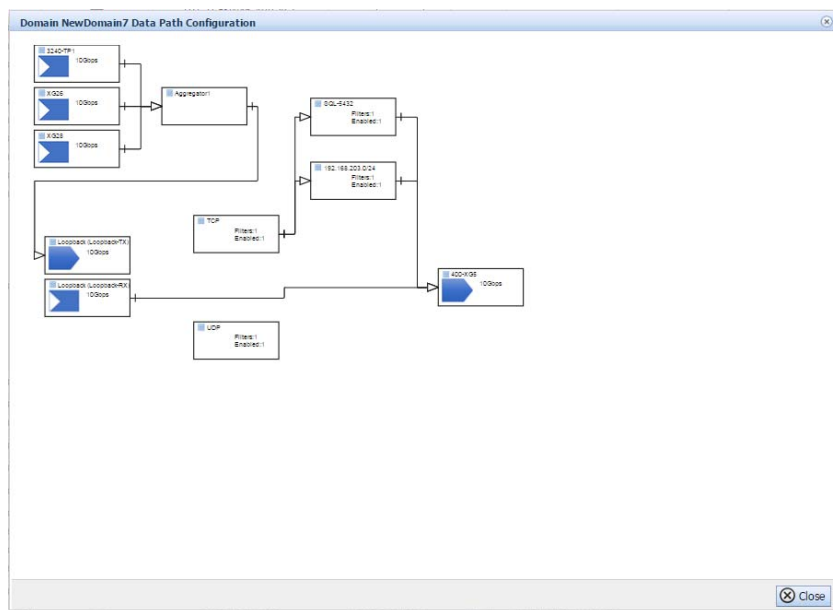 Domain NewDomain7 Data Path Configuration
3240-TP1
10Gbps
XG26
10Gbps
XG28
10Gbps
Aggregator1
SQL-5432
Filters:1
Enabled:1
192.168.203.0/24
Filters:1
Enabled:1
TCP
Filters:1
Enabled:1
Loopback (Loopback-TX)
10Gbps
Loopback (Loopback-RX)
10Gbps
400-XG6
10Gbps
UDP
Filters:1
Enabled:1
Close